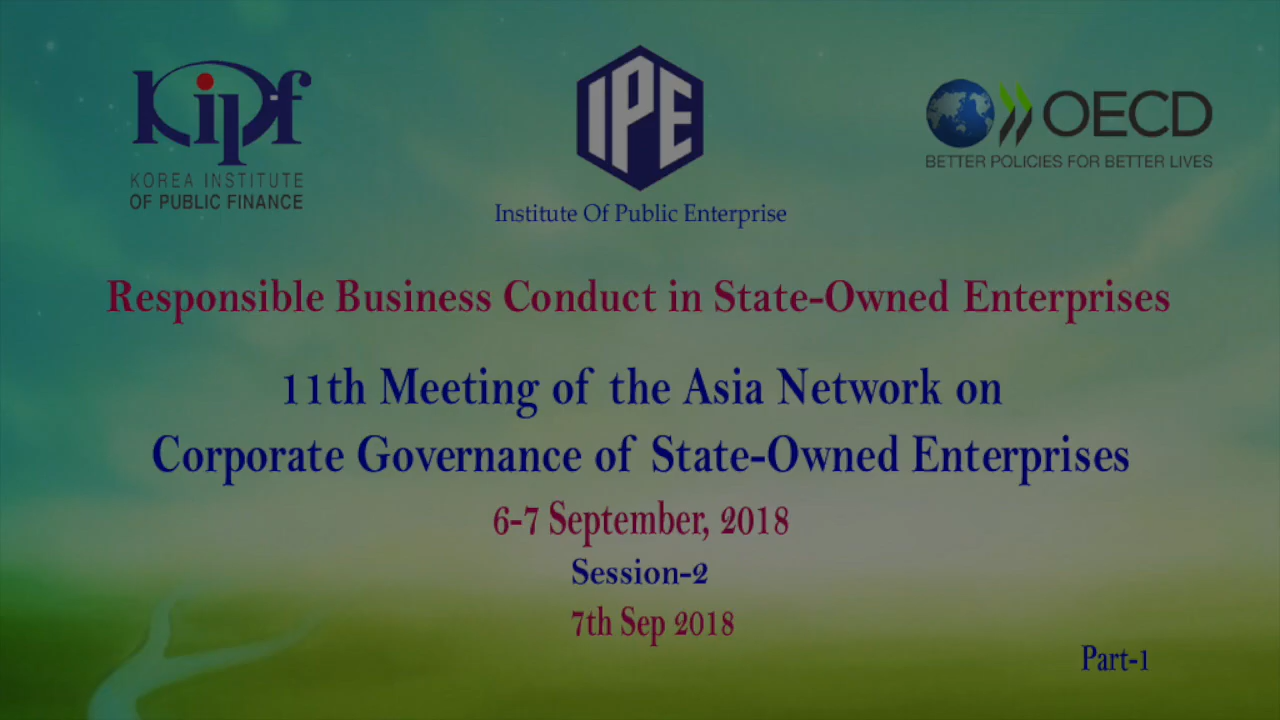 Kipf
KOREA INSTITUTE
OF PUBLIC FINANCE
IPE
Institute Of Public Enterprise
OECD
BETTER POLICIES FOR BETTER LIVES
Responsible Business Conduct in State-Owned Enterprises
11th Meeting of the Asia Network on
Corporate Governance of State-Owned Enterprises
6-7 September, 2018
Session-2
7th Sep 2018
Part-1